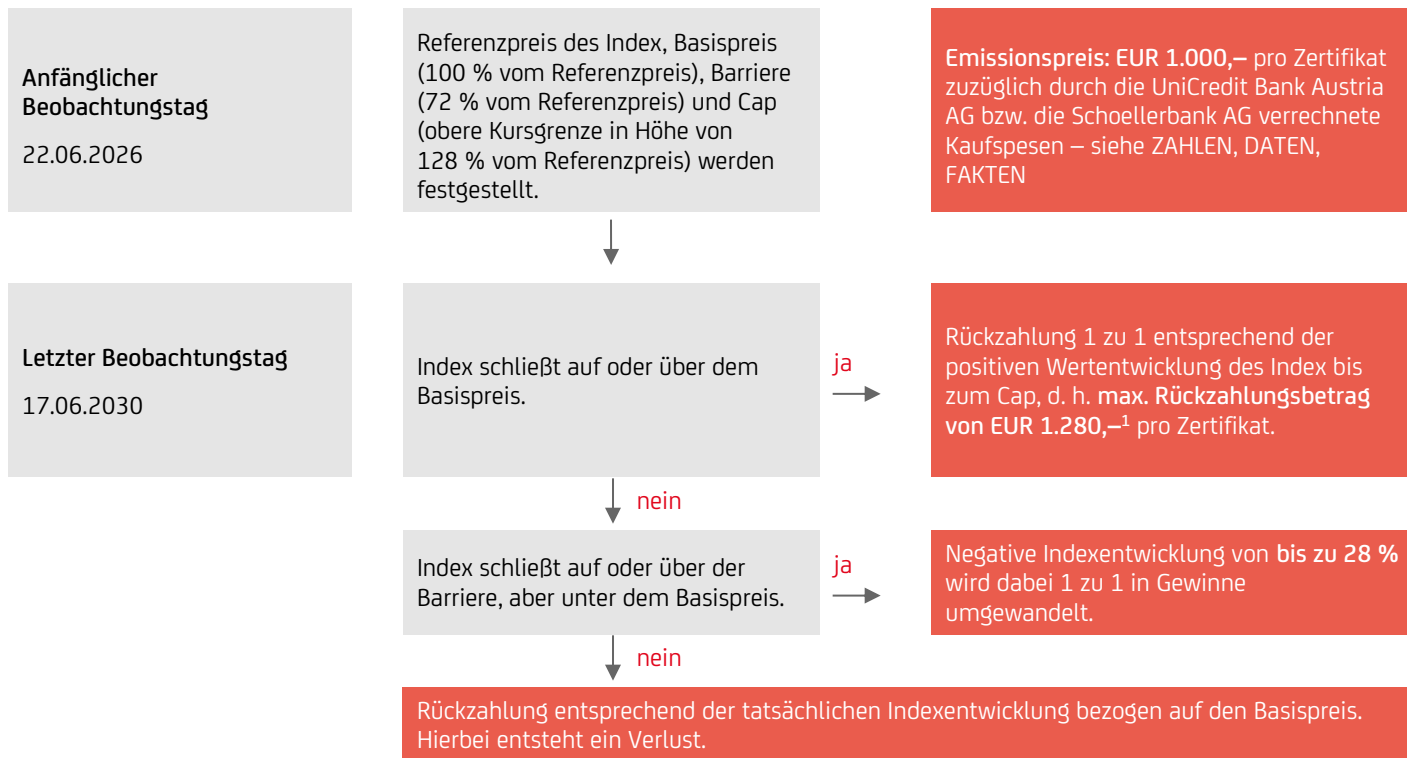 Anfänglicher
Beobachtungstag
22.06.2026
Referenzpreis des Index, Basispreis
(100 % vom Referenzpreis), Barriere
(72 % vom Referenzpreis) und Cap
(obere Kursgrenze in Höhe von
128 % vom Referenzpreis) werden
festgestellt.
Emissionspreis: EUR 1.000,– pro Zertifikat
zuzüglich durch die UniCredit Bank Austria
AG bzw. die Schoellerbank AG verrechnete
Kaufspesen – siehe ZAHLEN, DATEN,
FAKTEN
Letzter Beobachtungstag
17.06.2030
Index schließt auf oder über dem
Basispreis.
ja
Rückzahlung 1 zu 1 entsprechend der
positiven Wertentwicklung des Index bis
zum Cap, d. h. max. Rückzahlungsbetrag
von EUR 1.280,–¹ pro Zertifikat.
nein
Index schließt auf oder über der
Barriere, aber unter dem Basispreis.
ja
Negative Indexentwicklung von bis zu 28 %
wird dabei 1 zu 1 in Gewinne
umgewandelt.
nein
Rückzahlung entsprechend der tatsächlichen Indexentwicklung bezogen auf den Basispreis.
Hierbei entsteht ein Verlust.